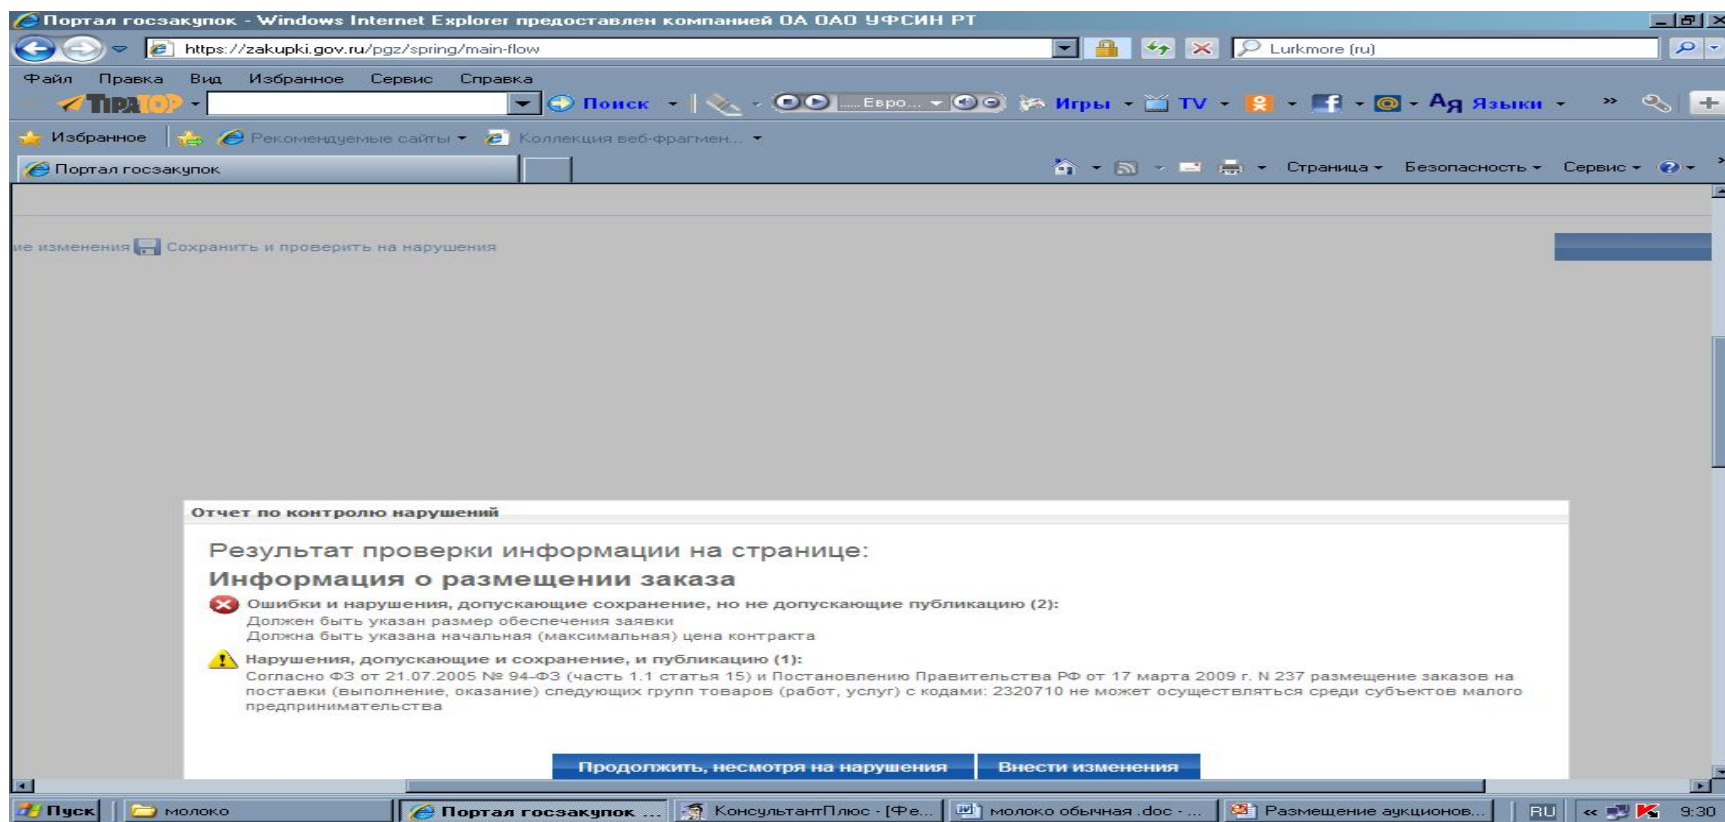 Портал госзакупок - Windows Internet Explorer предоставлен компанией ОА ОАО УФСИН РТ
https://zakupki.gov.ru/pgz/spring/main-flow
Lurkmore (ru)
Файл Правка Вид Избранное Сервис Справка
ТІРАТОР Поиск .....Евро... Игры TV Ая Языки »
Избранное Рекомендуемые сайты Коллекция веб-фрагмен...
Портал госзакупок Страница Безопасность Сервис
ие изменения Сохранить и проверить на нарушения
Отчет по контролю нарушений
Результат проверки информации на странице:
Информация о размещении заказа
Ошибки и нарушения, допускающие сохранение, но не допускающие публикацию (2):
Должен быть указан размер обеспечения заявки
Должна быть указана начальная (максимальная) цена контракта
Нарушения, допускающие и сохранение, и публикацию (1):
Согласно ФЗ от 21.07.2005 № 94-ФЗ (часть 1.1 статья 15) и Постановлению Правительства РФ от 17 марта 2009 г. N 237 размещение заказов на
поставки (выполнение, оказание) следующих групп товаров (работ, услуг) с кодами: 2320710 не может осуществляться среди субъектов малого
предпринимательства
Продолжить, несмотря на нарушения Внести изменения
Пуск молоко Портал госзакупок ... КонсультантПлюс - [Фе... молоко обычная .doc - ... Размещение аукционов... RU « 9:30